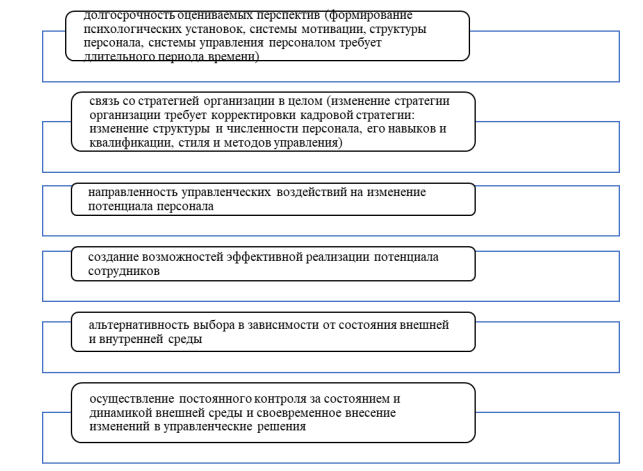 долгосрочность оцениваемых перспектив (формирование
психологических установок, системы мотивации, структуры
персонала, системы управления персоналом требует
длительного периода времени)
связь со стратегией организации в целом (изменение стратегии
организации требует корректировки кадровой стратегии:
изменение структуры и численности персонала, его навыков и
квалификации, стиля и методов управления)
направленность управленческих воздействий на изменение
потенциала персонала
создание возможностей эффективной реализации потенциала
сотрудников
альтернативность выбора в зависимости от состояния внешней
и внутренней среды
осуществление постоянного контроля за состоянием и
динамикой внешней среды и своевременное внесение
изменений в управленческие решения